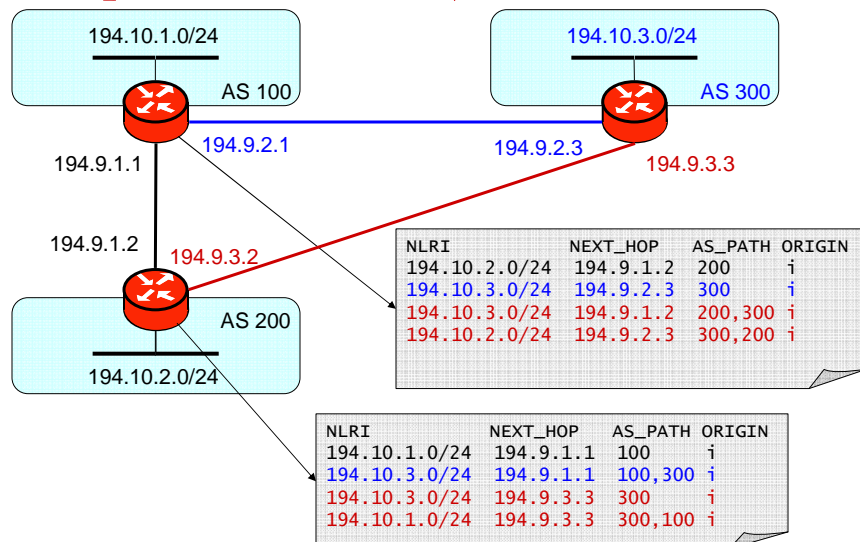 194.10.1.0/24
AS 100
194.10.3.0/24
AS 300
194.9.2.1
194.9.2.3
194.9.1.1
194.9.3.3
194.9.1.2
194.9.3.2
AS 200
194.10.2.0/24
NLRI NEXT_HOP AS_PATH ORIGIN
194.10.2.0/24 194.9.1.2 200 i
194.10.3.0/24 194.9.2.3 300 i
194.10.3.0/24 194.9.1.2 200,300 i
194.10.2.0/24 194.9.2.3 300,200 i
NLRI NEXT_HOP AS_PATH ORIGIN
194.10.1.0/24 194.9.1.1 100 i
194.10.3.0/24 194.9.1.1 100,300 i
194.10.3.0/24 194.9.3.3 300 i
194.10.1.0/24 194.9.3.3 300,100 i